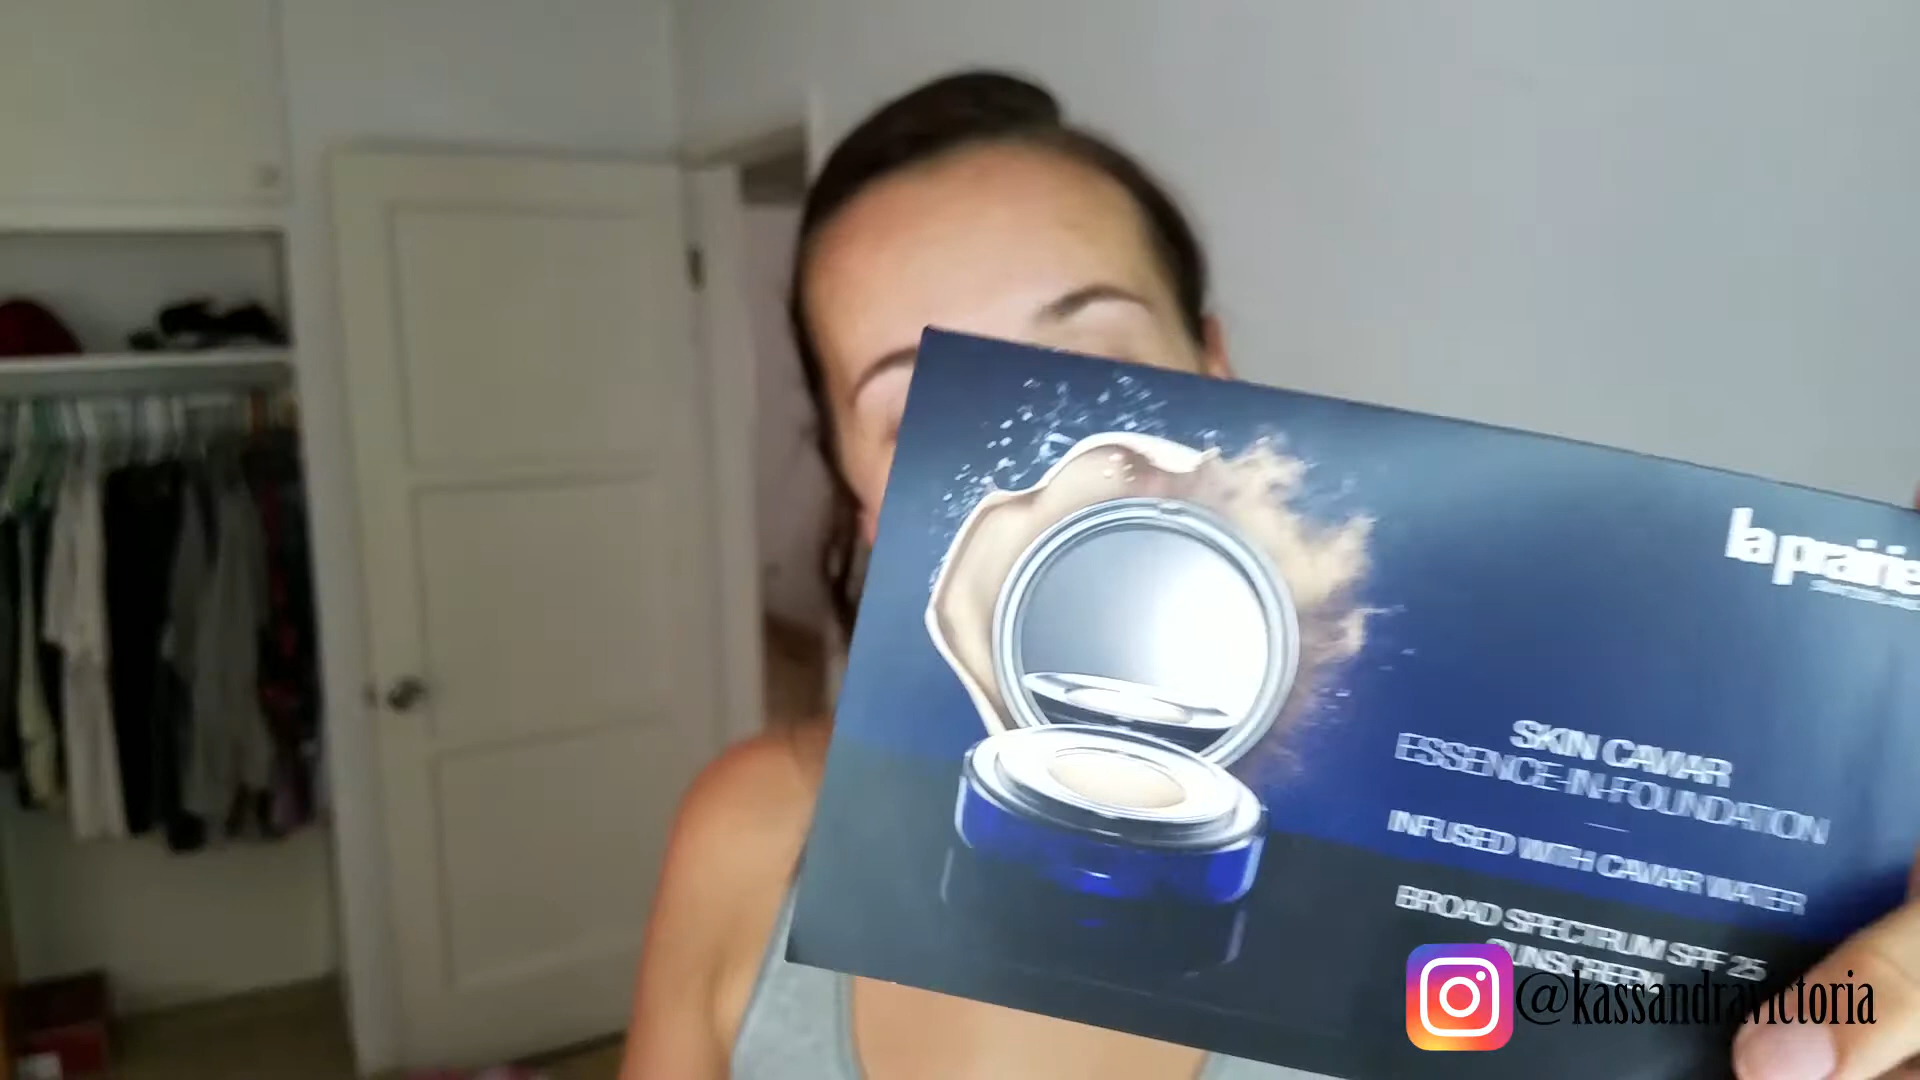 la prairie
SKIN CAVIAR
ESSENCE-IN-FOUNDATION
INFUSED WITH CAVIAR WATER
BROAD SPECTRUM SPF 25
SUNSCREEN
@kassandravictoria